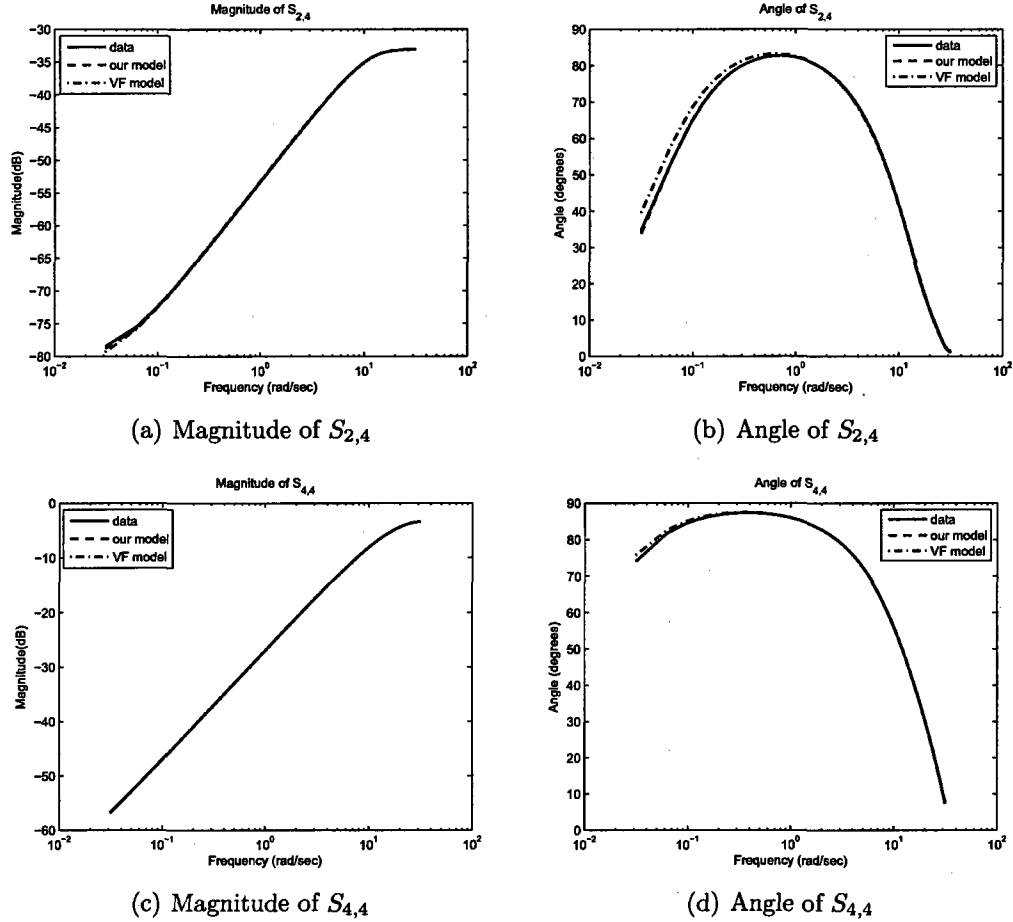 Magnitude of S2,4
data
our model
VF model
−30
−35
−40
−45
−50
−55
−60
−65
−70
−75
−80
Magnitude(dB)
10−2
10−1
100
101
102
Frequency (rad/sec)
(a) Magnitude of S2,4
Angle of S2,4
data
our model
VF model
90
80
70
60
50
40
30
20
10
0
Angle (degrees)
10−2
10−1
100
101
102
Frequency (rad/sec)
(b) Angle of S2,4
Magnitude of S4,4
data
our model
VF model
0
−10
−20
−30
−40
−50
−60
Magnitude(dB)
10−2
10−1
100
101
102
Frequency (rad/sec)
(c) Magnitude of S4,4
Angle of S4,4
data
our model
VF model
90
80
70
60
50
40
30
20
10
0
Angle (degrees)
10−2
10−1
100
101
102
Frequency (rad/sec)
(d) Angle of S4,4